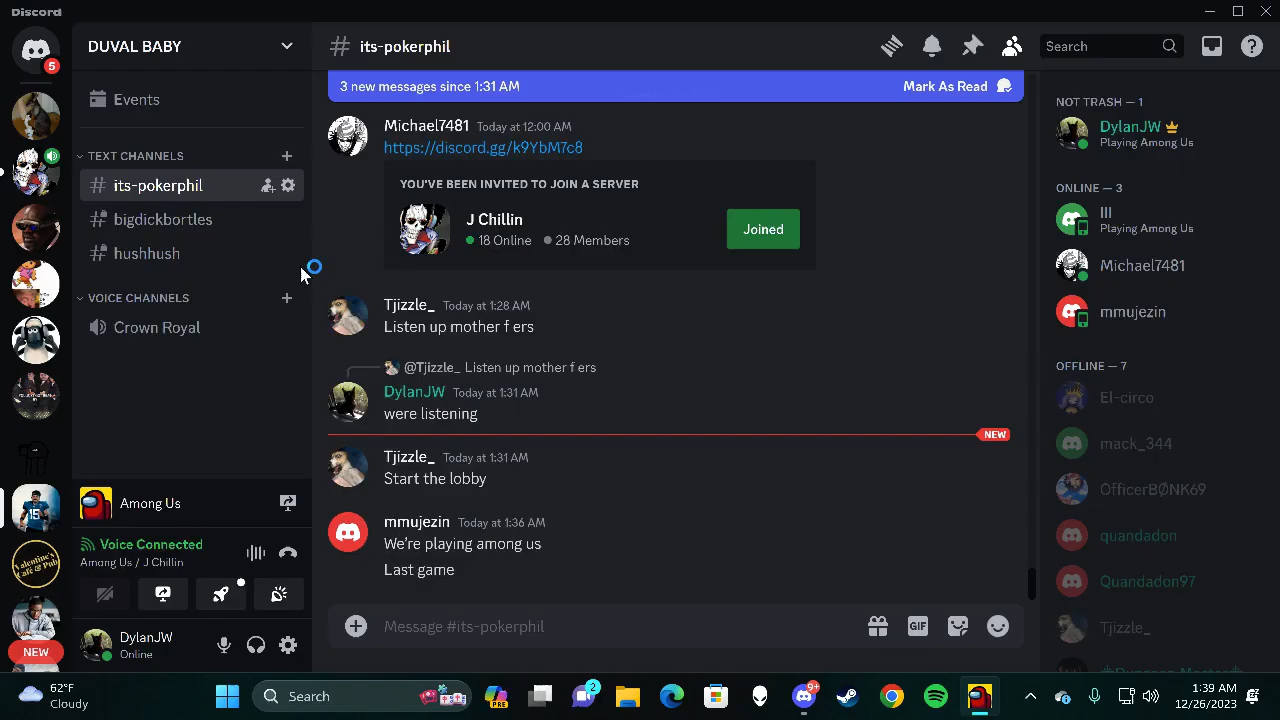 Discord
5
DUVAL BABY
its-pokerphil
Search
Events
TEXT CHANNELS
its-pokerphil
bigdickbortles
hushhush
VOICE CHANNELS
Crown Royal
Among Us
Voice Connected
Among Us / J Chillin
DylanJW
Online
NEW
3 new messages since 1:31 AM
Mark As Read
Michael7481 Today at 12:00 AM
https://discord.gg/k9YbM7c8
YOU'VE BEEN INVITED TO JOIN A SERVER
J Chillin
18 Online 28 Members
Joined
Tjizzle_ Today at 1:28 AM
Listen up mother f ers
@Tjizzle_ Listen up mother f ers
DylanJW Today at 1:31 AM
were listening
NEW
Tjizzle_ Today at 1:31 AM
Start the lobby
mmujezin Today at 1:36 AM
We're playing among us
Last game
Message #its-pokerphil
GIF
NOT TRASH — 1
DylanJW
Playing Among Us
ONLINE — 3
lll
Playing Among Us
Michael7481
mmujezin
OFFLINE — 7
El-circo
mack_344
OfficerBØNK69
quandadon
Quandadon97
Tjizzle_
62°F
Cloudy
Search
PRE
2
9+
1:39 AM
12/26/2023